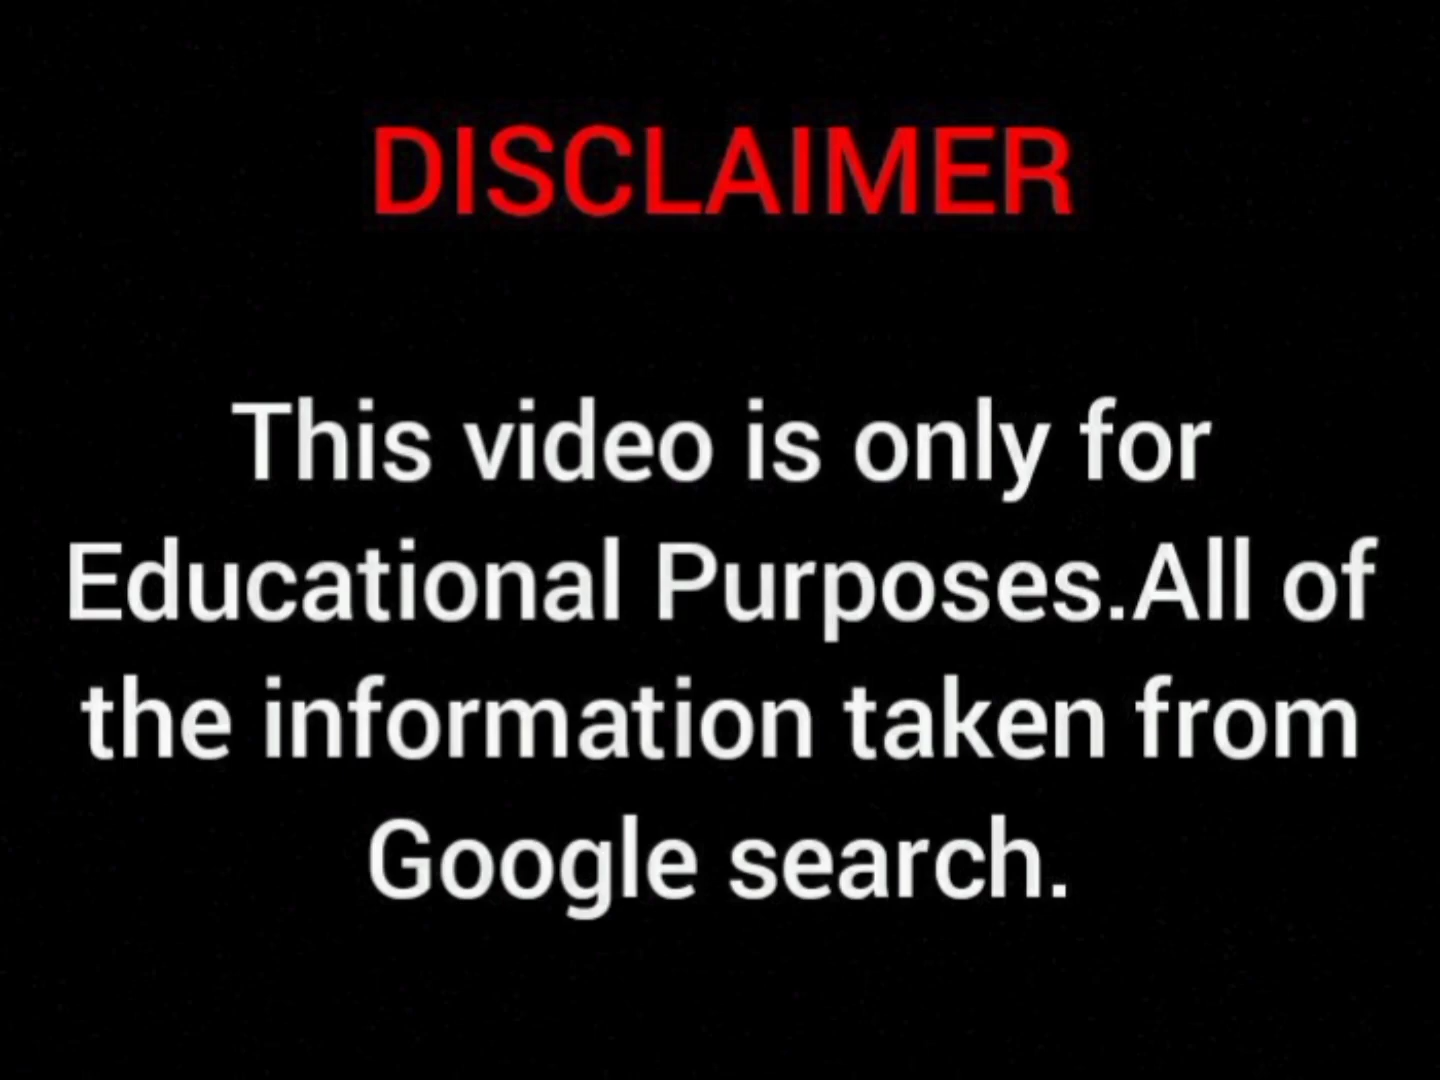 DISCLAIMER
This video is only for
Educational Purposes.All of
the information taken from
Google search.